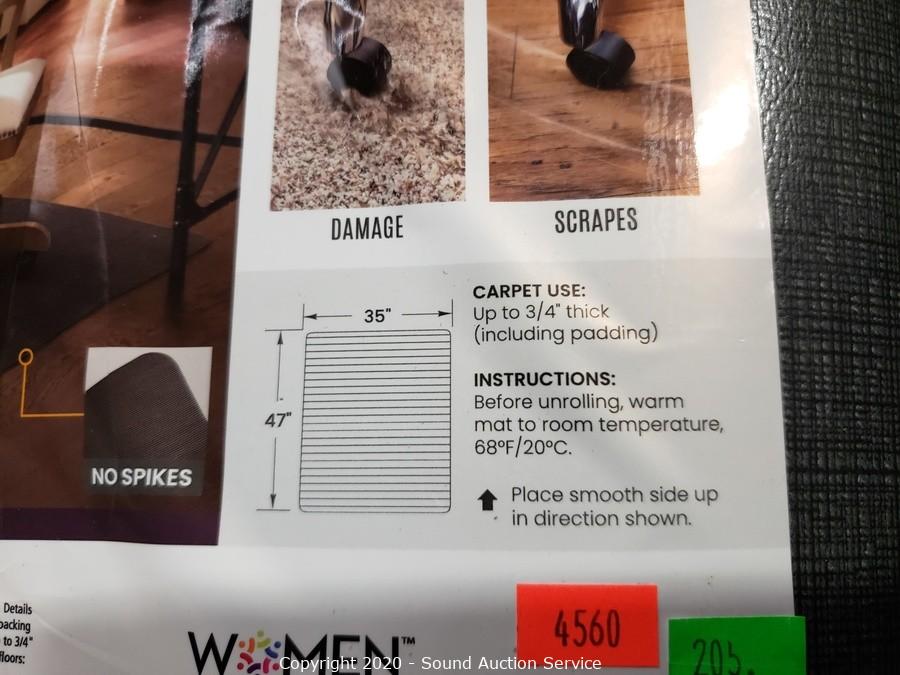 DAMAGE
SCRAPES
35"
47"
CARPET USE:
Up to 3/4" thick
(including padding)
INSTRUCTIONS:
Before unrolling, warm
mat to room temperature,
68°F/20°C.
Place smooth side up
in direction shown.
NO SPIKES
Details
to 3/4"
WOMEN™
4560
205.
Copyright 2020 - Sound Auction Service